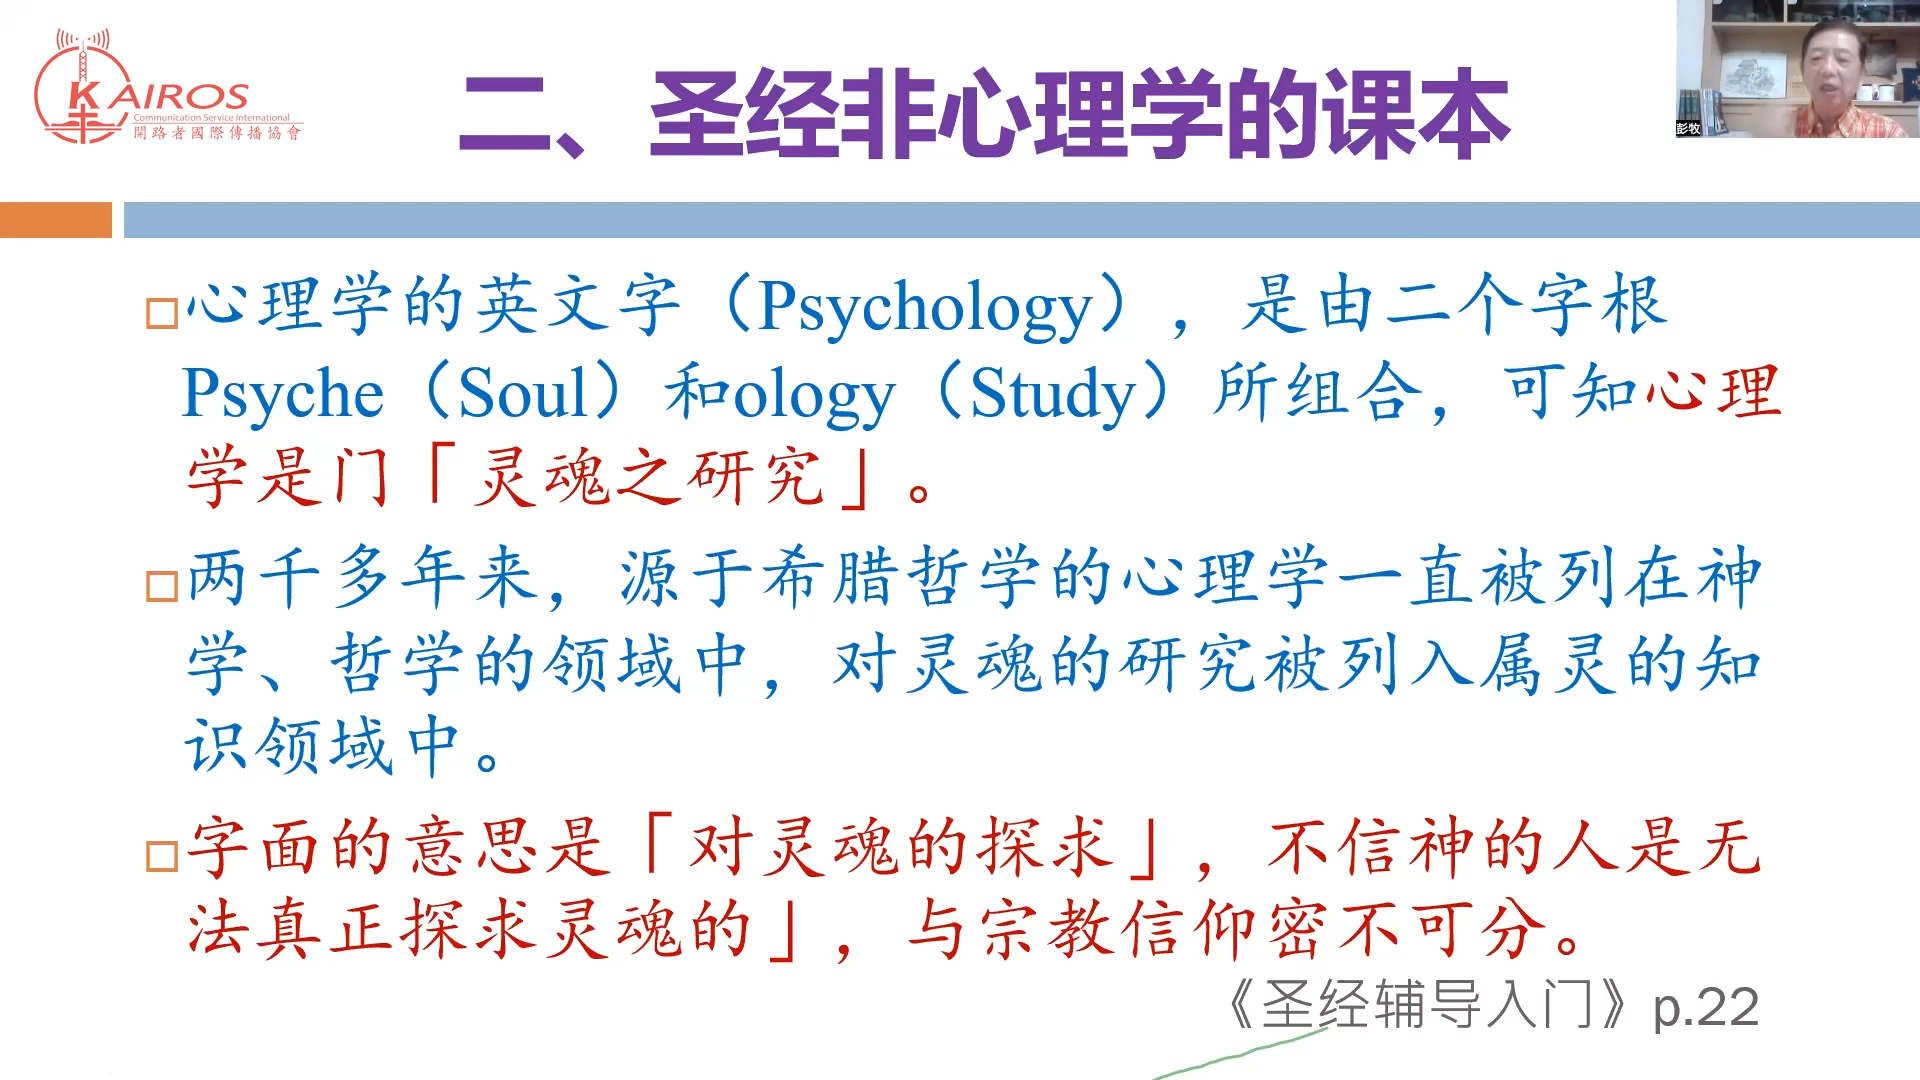 KAIROS
Communication Service International
開路者國際傳播協會
二、圣经非心理学的课本
彭牧
心理学的英文字（Psychology），是由二个字根
Psyche（Soul）和ology（Study）所组合，可知心理
学是门「灵魂之研究」。
两千多年来，源于希腊哲学的心理学一直被列在神
学、哲学的领域中，对灵魂的研究被列入属灵的知
识领域中。
字面的意思是「对灵魂的探求」，不信神的人是无
法真正探求灵魂的」，与宗教信仰密不可分。
《圣经辅导入门》p.22